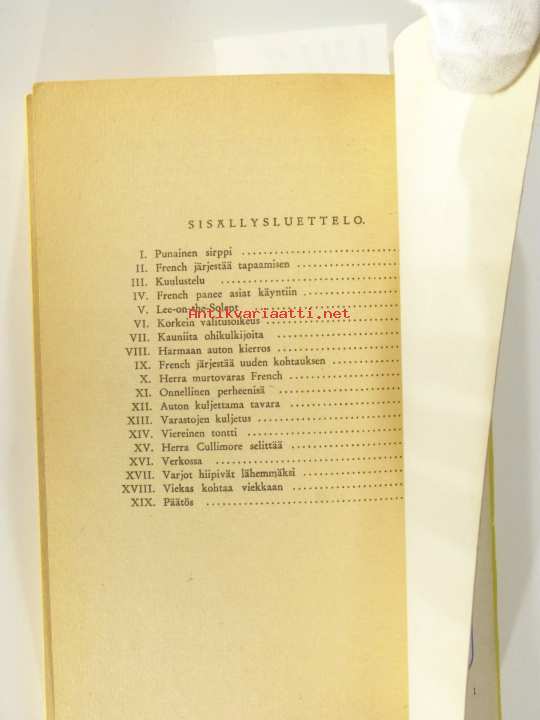 SISÄLLYSLUETTELO.
I. Punainen sirppi
II. French järjestää tapaamisen
III. Kuulustelu
IV. French panee asiat käyntiin
V. Lee-on-the-Solent
VI. Korkein valitusoikeus
VII. Kauniita ohikulkijoita
VIII. Harmaan auton kierros
IX. French järjestää uuden kohtauksen
X. Herra murtovaras French
XI. Onnellinen perheenisä
XII. Auton kuljettama tavara
XIII. Varastojen kuljetus
XIV. Viereinen tontti
XV. Herra Cullimore selittää
XVI. Verkossa
XVII. Varjot hiipivät lähemmäksi
XVIII. Viekas kohtaa viekkaan
XIX. Päätös
Antikvariaatti.net
1